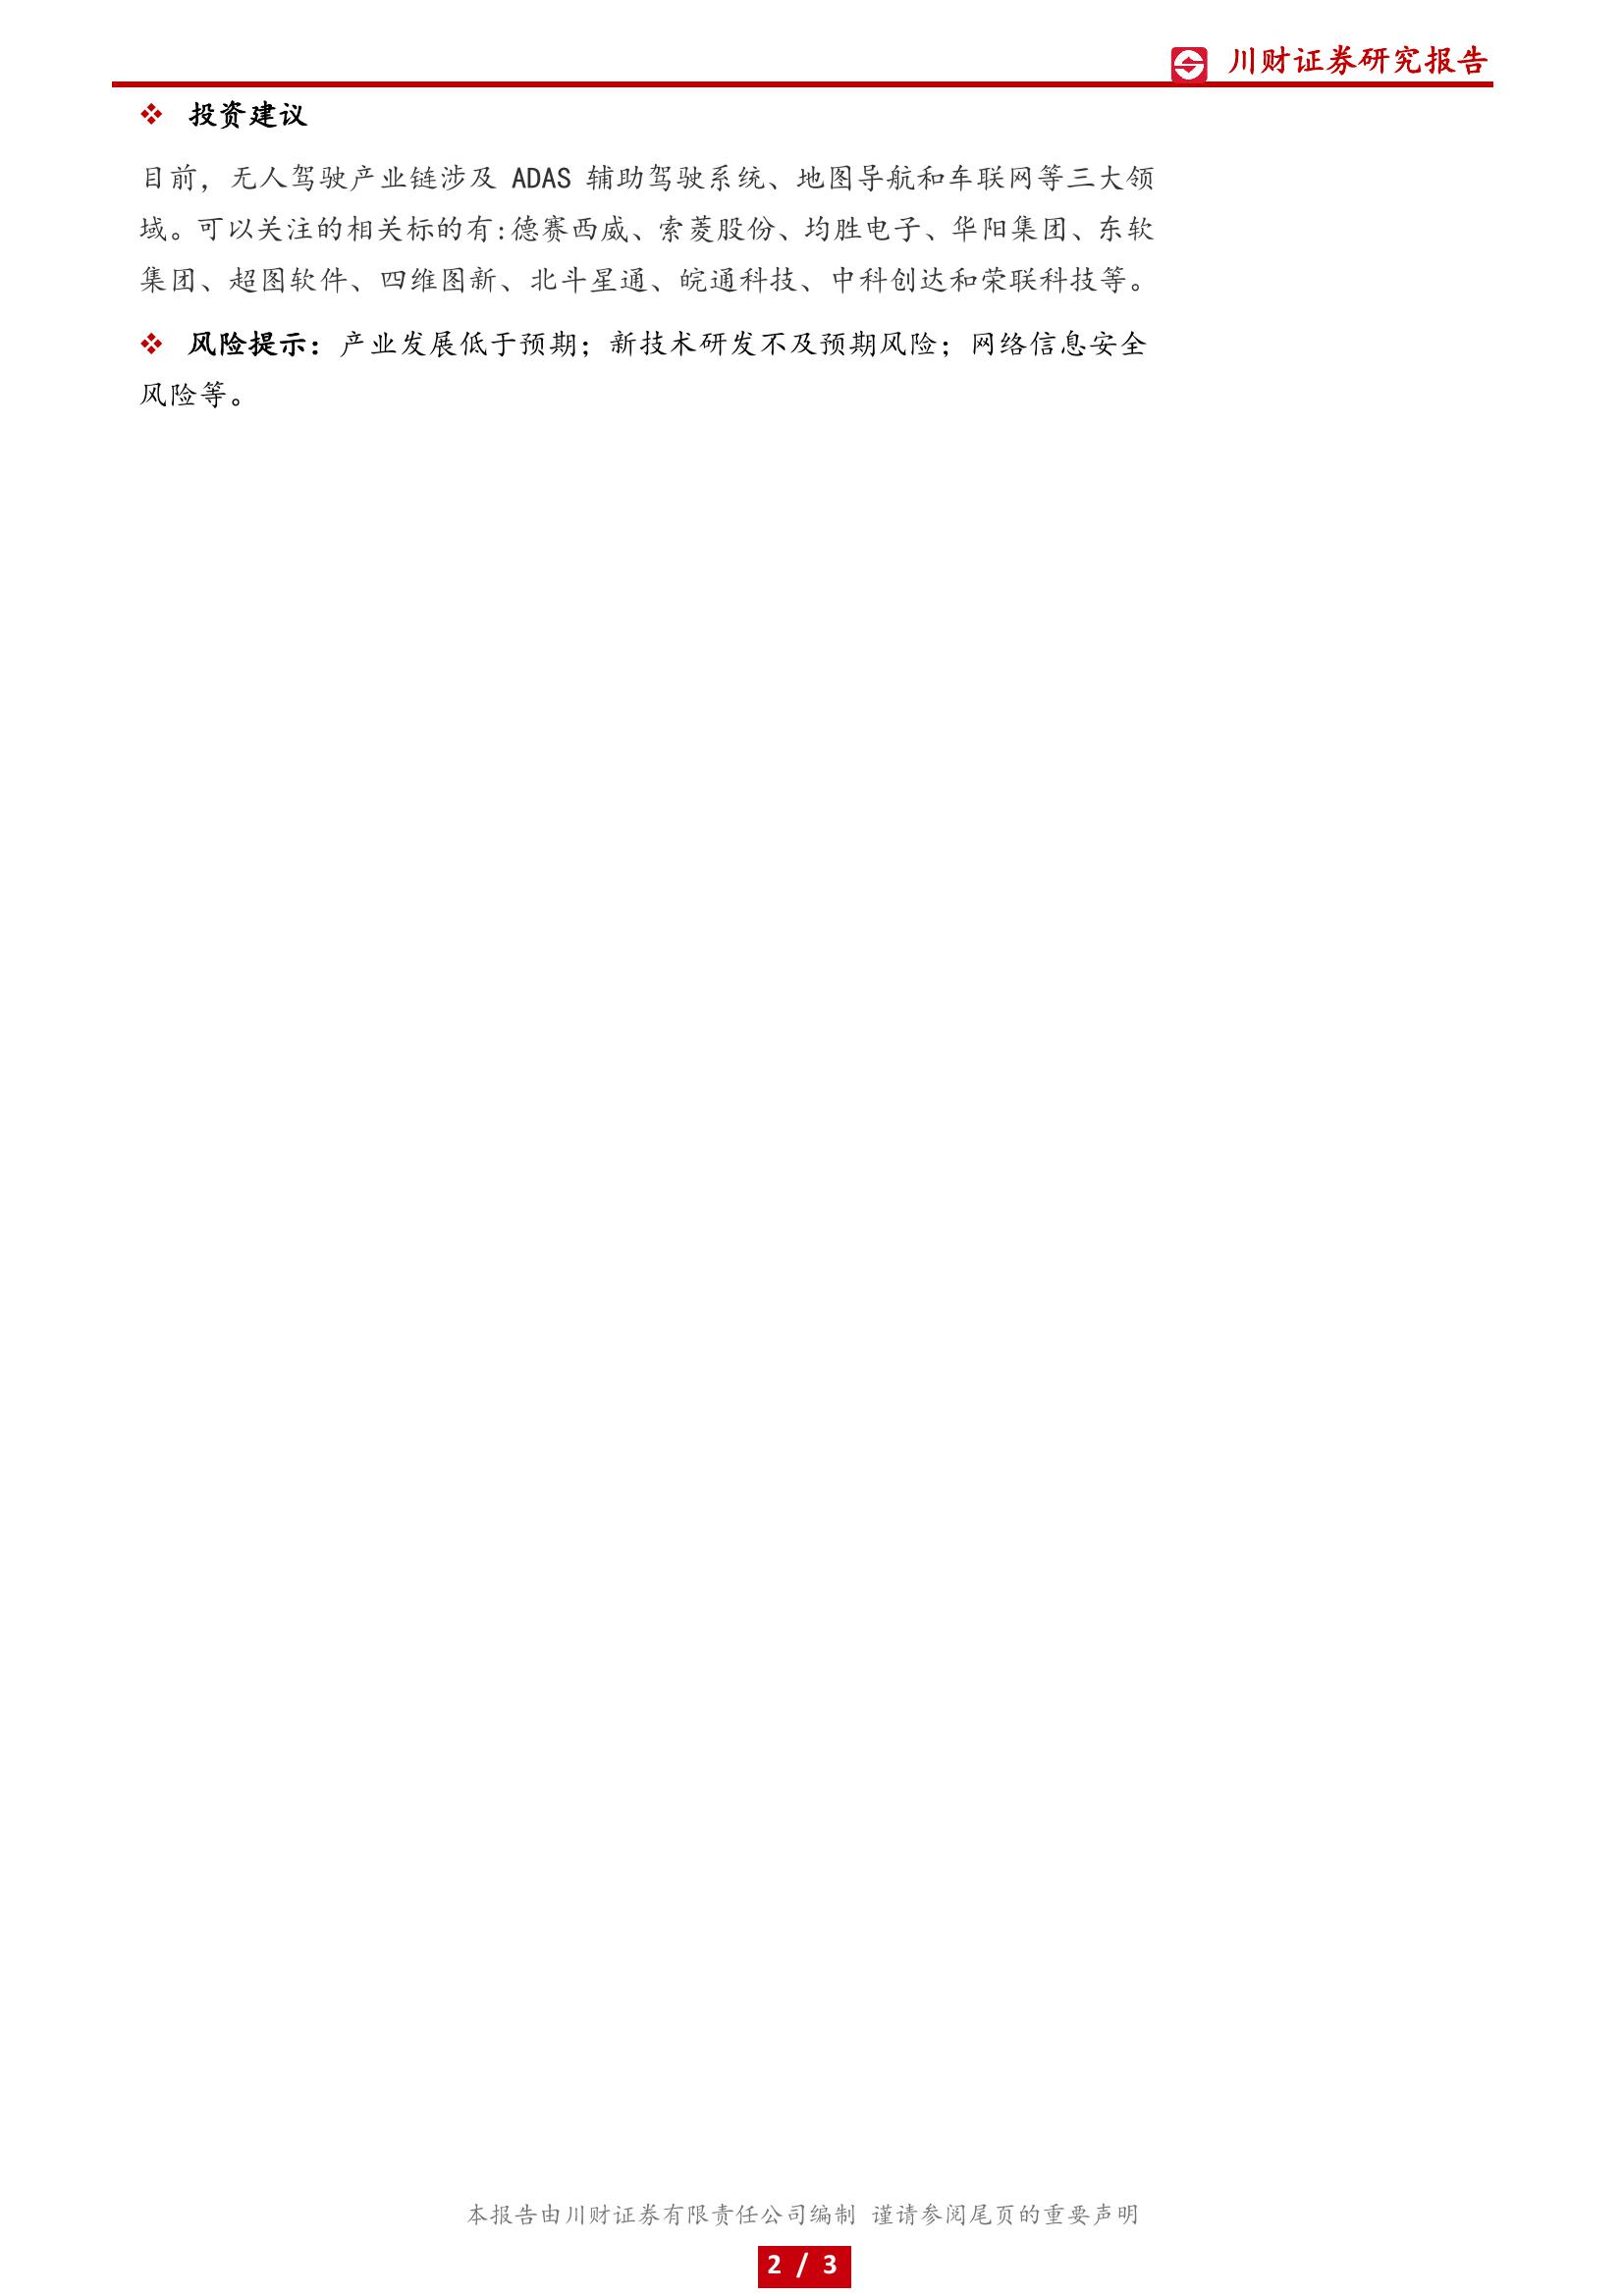 川财证券研究报告
❖ 投资建议
目前，无人驾驶产业链涉及 ADAS 辅助驾驶系统、地图导航和车联网等三大领
域。可以关注的相关标的有:德赛西威、索菱股份、均胜电子、华阳集团、东软
集团、超图软件、四维图新、北斗星通、皖通科技、中科创达和荣联科技等。
❖ 风险提示：产业发展低于预期；新技术研发不及预期风险；网络信息安全
风险等。
本报告由川财证券有限责任公司编制 谨请参阅尾页的重要声明
2 / 3